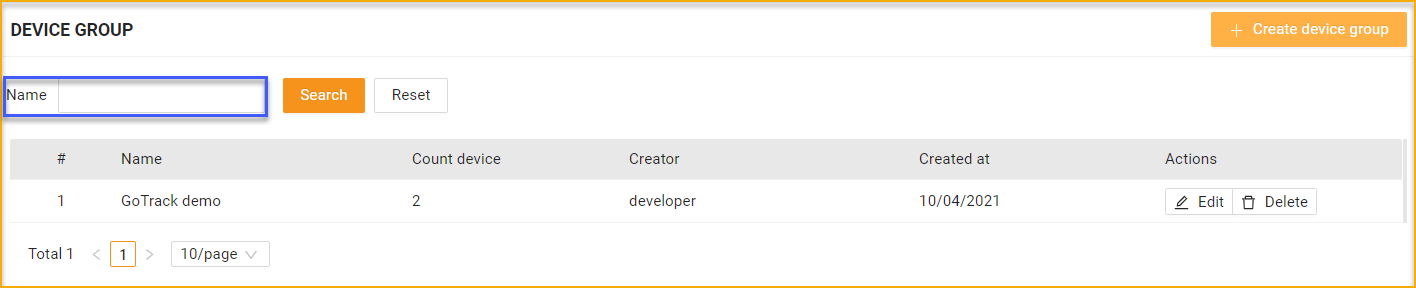 DEVICE GROUP
+ Create device group
Name
Search
Reset
# Name Count device Creator Created at Actions
1 GoTrack demo 2 developer 10/04/2021 Edit Delete
Total 1 < 1 > 10/page